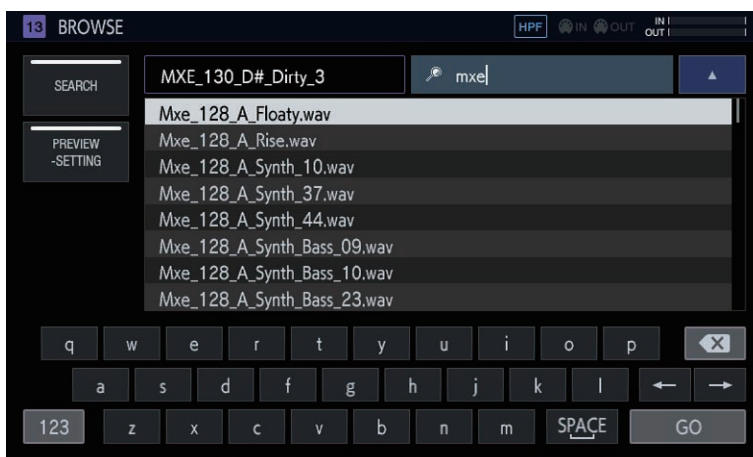 13 BROWSE HPF IN OUT IN OUT
SEARCH
MXE_130_D#_Dirty_3 mxe
PREVIEW
-SETTING
Mxe_128_A_Floaty.wav
Mxe_128_A_Rise.wav
Mxe_128_A_Synth_10.wav
Mxe_128_A_Synth_37.wav
Mxe_128_A_Synth_44.wav
Mxe_128_A_Synth_Bass_09.wav
Mxe_128_A_Synth_Bass_10.wav
Mxe_128_A_Synth_Bass_23.wav
q w e r t y u i o p
a s d f g h j k l ← →
123 z x c v b n m SPACE GO